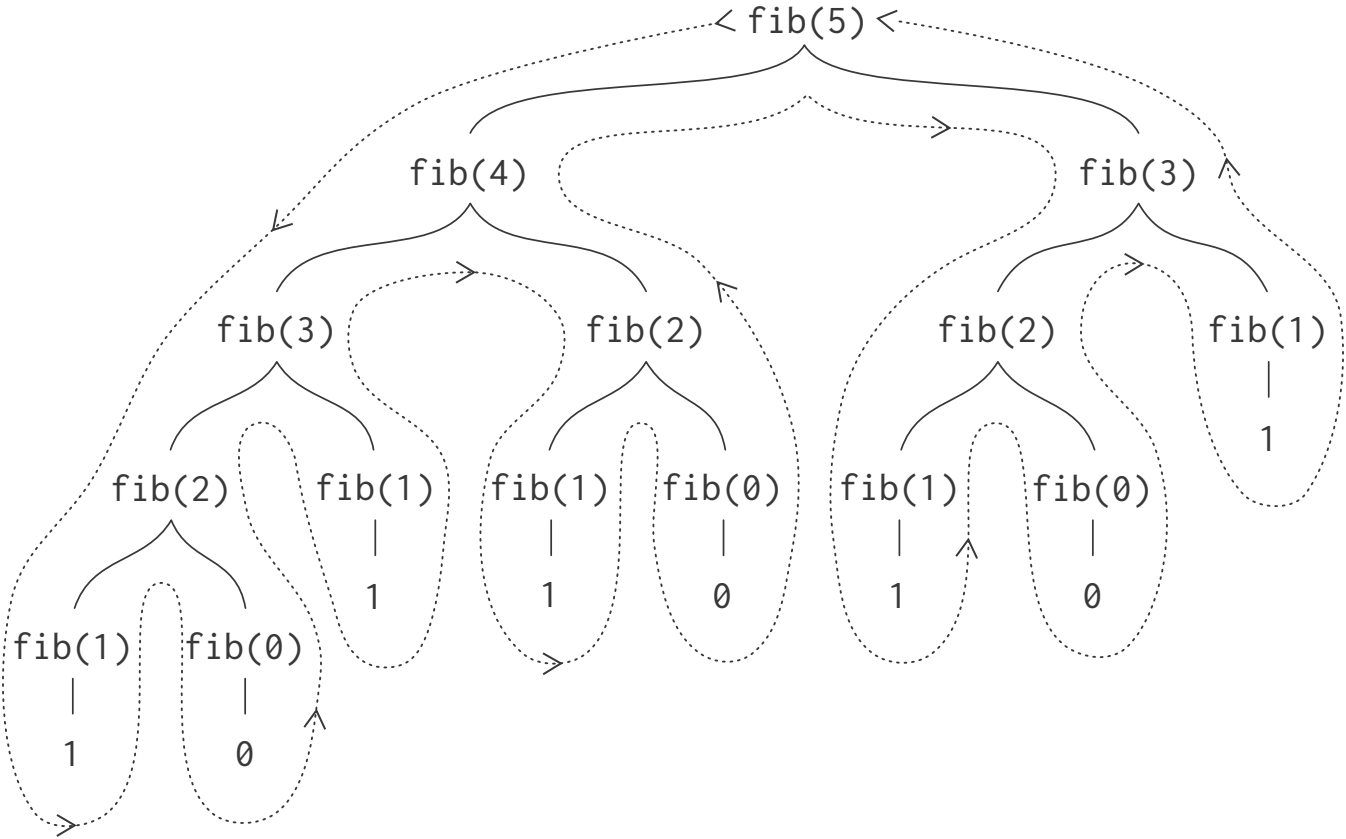 fib(5)
fib(4) fib(3)
fib(3) fib(2) fib(2) fib(1)
1
fib(2) fib(1) fib(1) fib(0) fib(1) fib(0)
1 1 0 1 0
fib(1) fib(0)
1 0